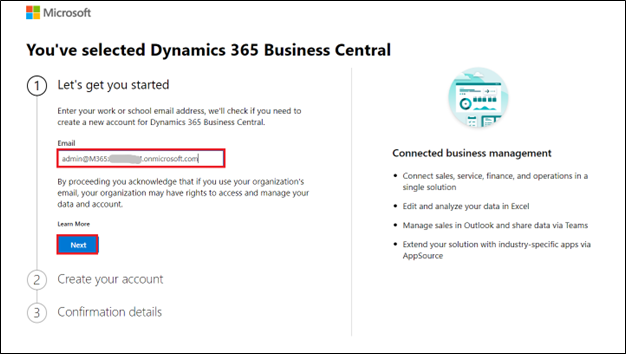 Microsoft
You've selected Dynamics 365 Business Central
1 Let's get you started
Enter your work or school email address, we'll check if you need to
create a new account for Dynamics 365 Business Central.
Email
admin@M365 .onmicrosoft.com
By proceeding you acknowledge that if you use your organization's
email, your organization may have rights to access and manage your
data and account.
Learn More
Next
2 Create your account
3 Confirmation details
Connected business management
• Connect sales, service, finance, and operations in a
single solution
• Edit and analyze your data in Excel
• Manage sales in Outlook and share data via Teams
• Extend your solution with industry-specific apps via
AppSource